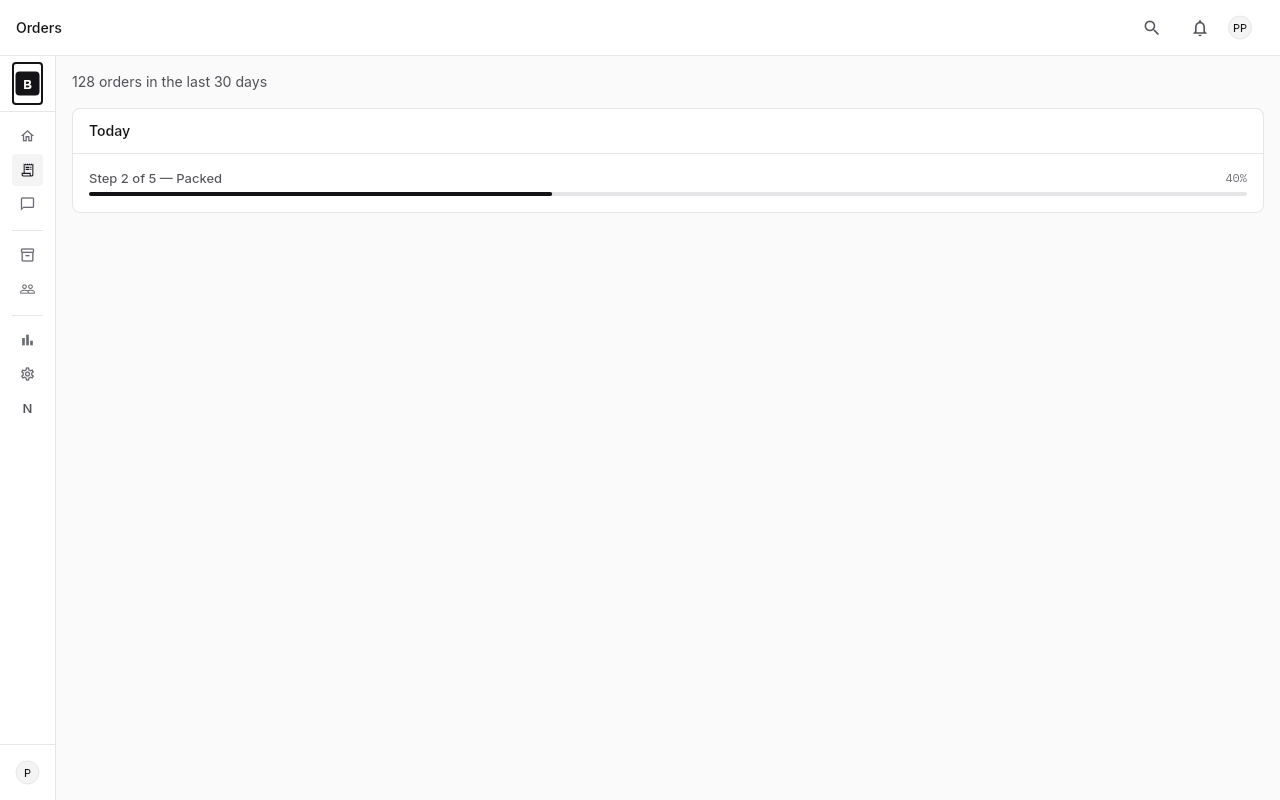 Orders
PP
B
128 orders in the last 30 days
Today
Step 2 of 5 — Packed
40%
N
P